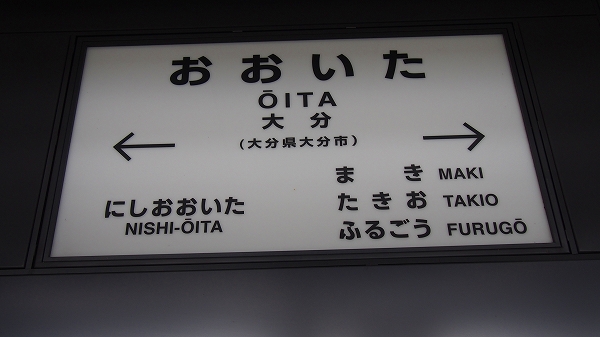 おおいた
ŌITA
大分
(大分県大分市)
← →
まき MAKI
たきお TAKIO
ふるごう FURUGŌ
にしおおいた
NISHI-ŌITA